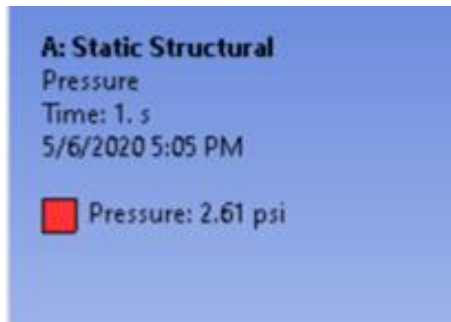 A: Static Structural
Pressure
Time: 1. s
5/6/2020 5:05 PM
Pressure: 2.61 psi